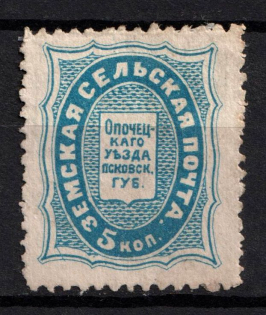 ЗЕМСКАЯ СЕЛЬСКАЯ ПОЧТА.
ОПОЧЕЦ-
КАГО
УѢЗДА
ПСКОВСК.
ГУБ.
5 КОП.